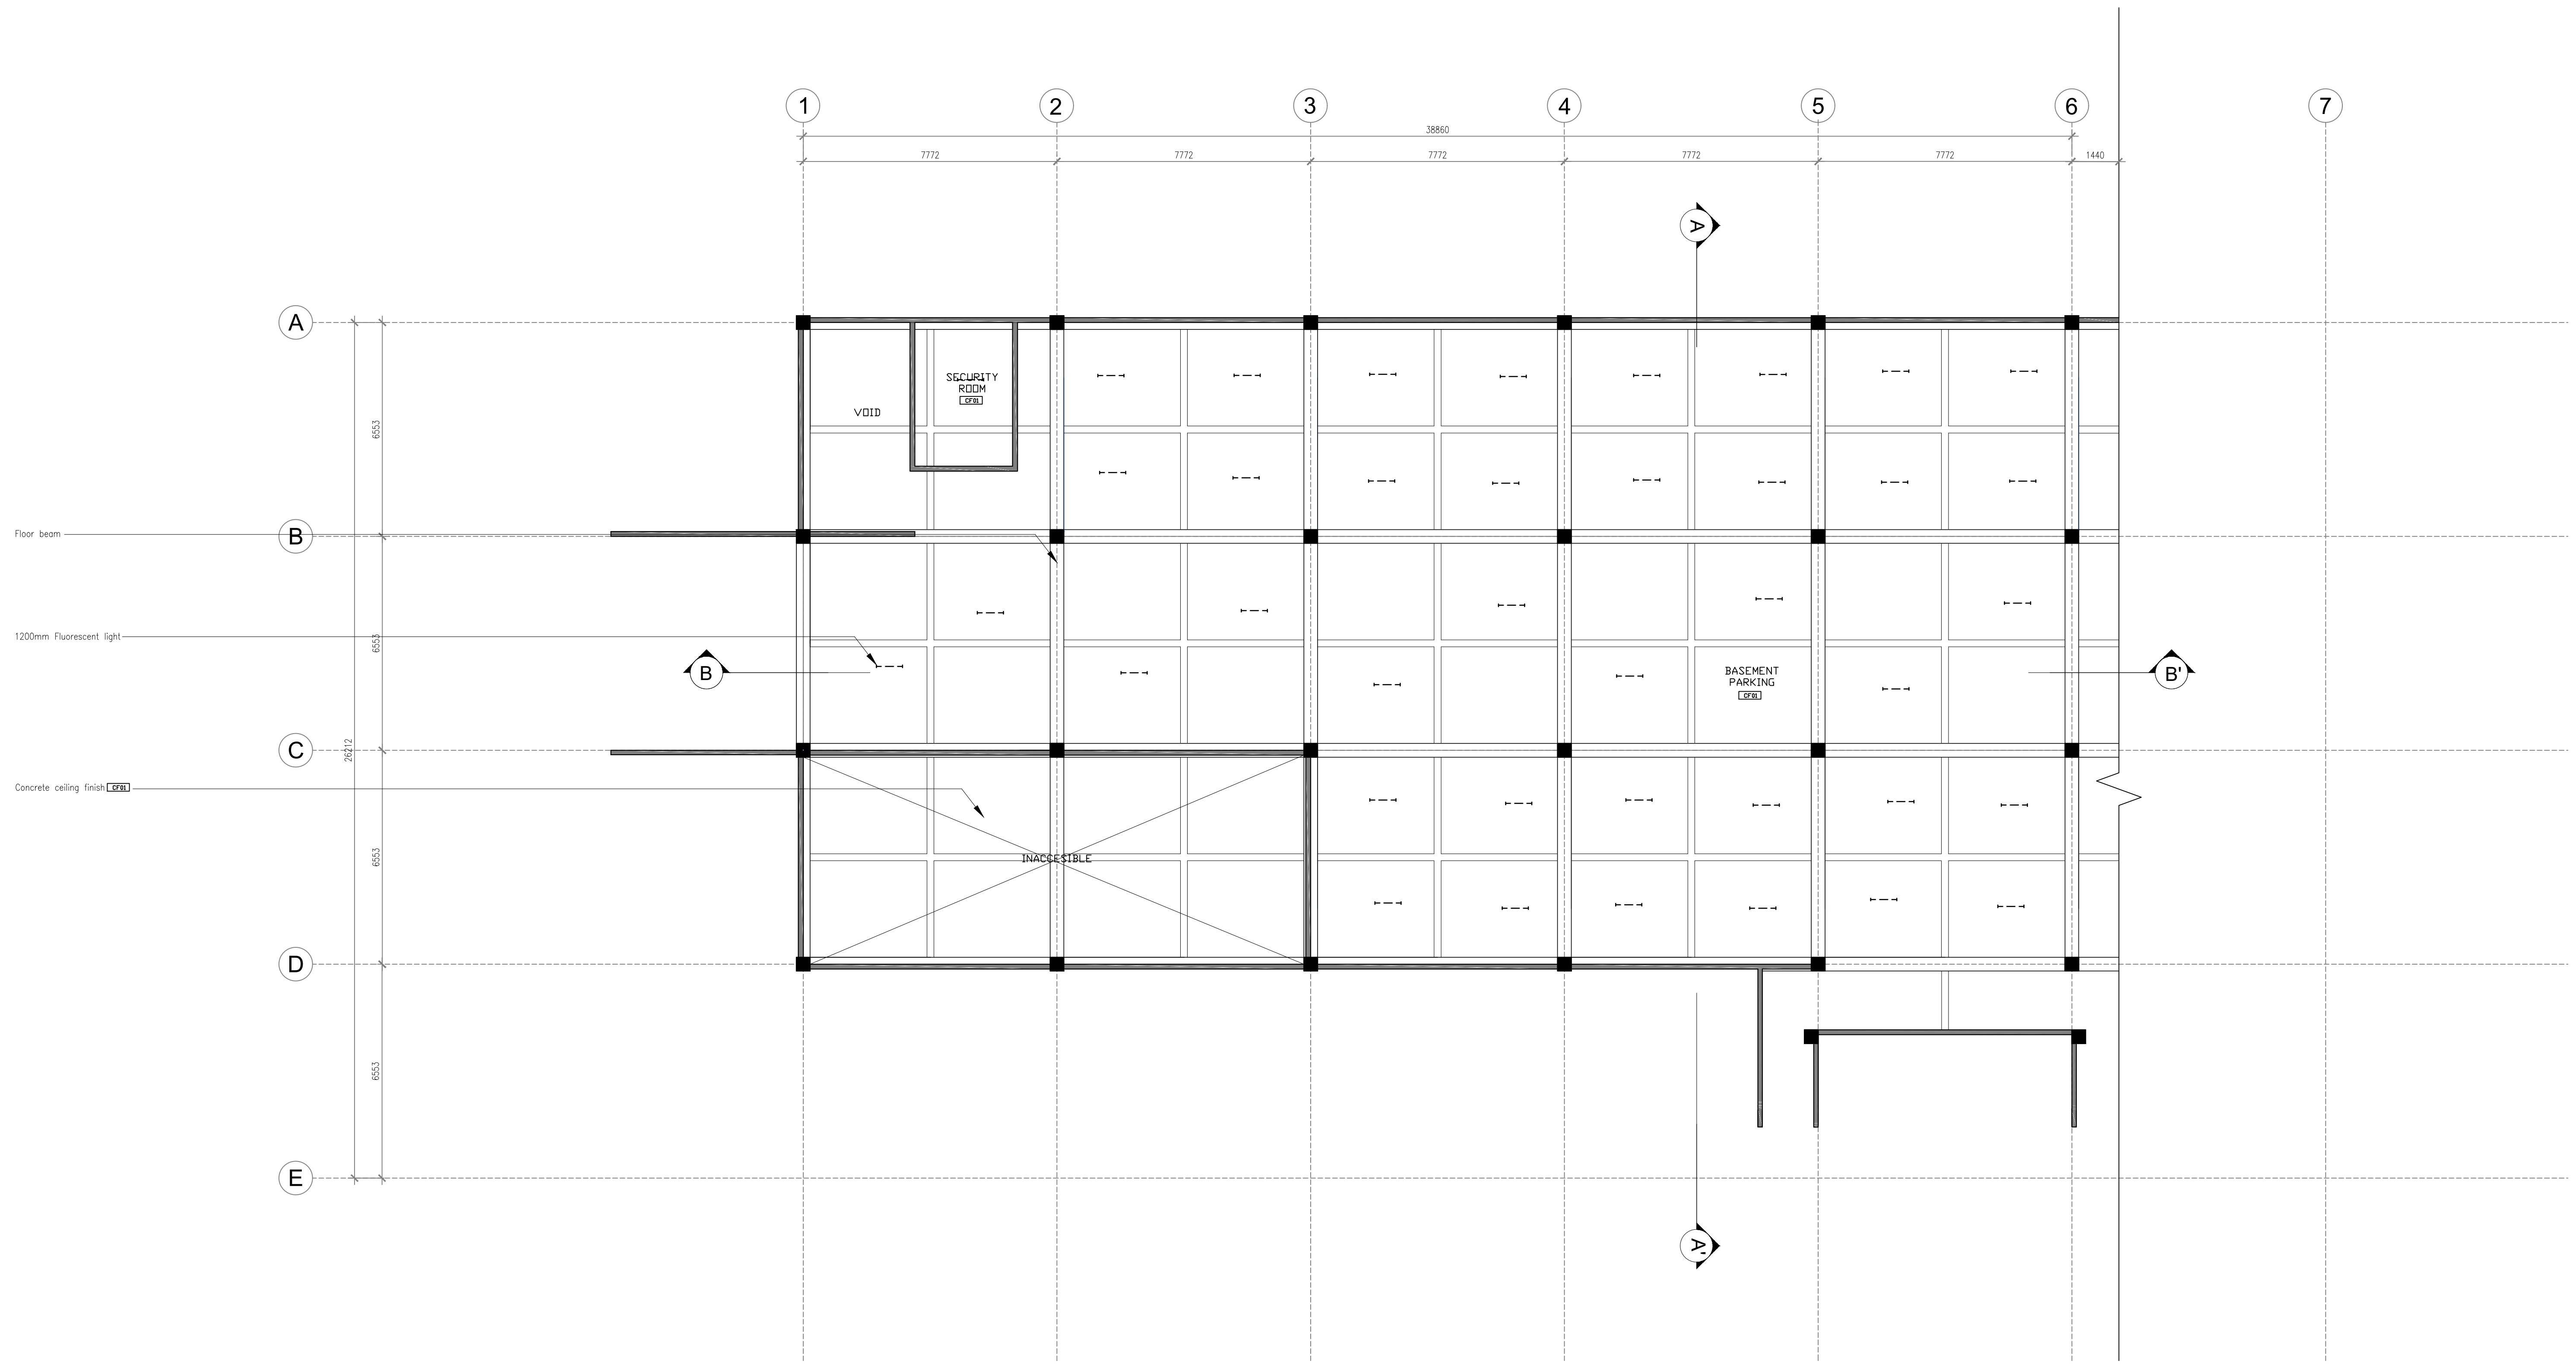 1
2
3
4
5
6
7
38860
7772
7772
7772
7772
7772
1440
A
A
SECURITY
ROOM
CF01
VOID
6553
Floor beam
B
1200mm Fluorescent light
6553
B
BASEMENT
PARKING
CF01
B'
C
26212
Concrete ceiling finish CF01
6553
INACCESIBLE
D
6553
E
A'